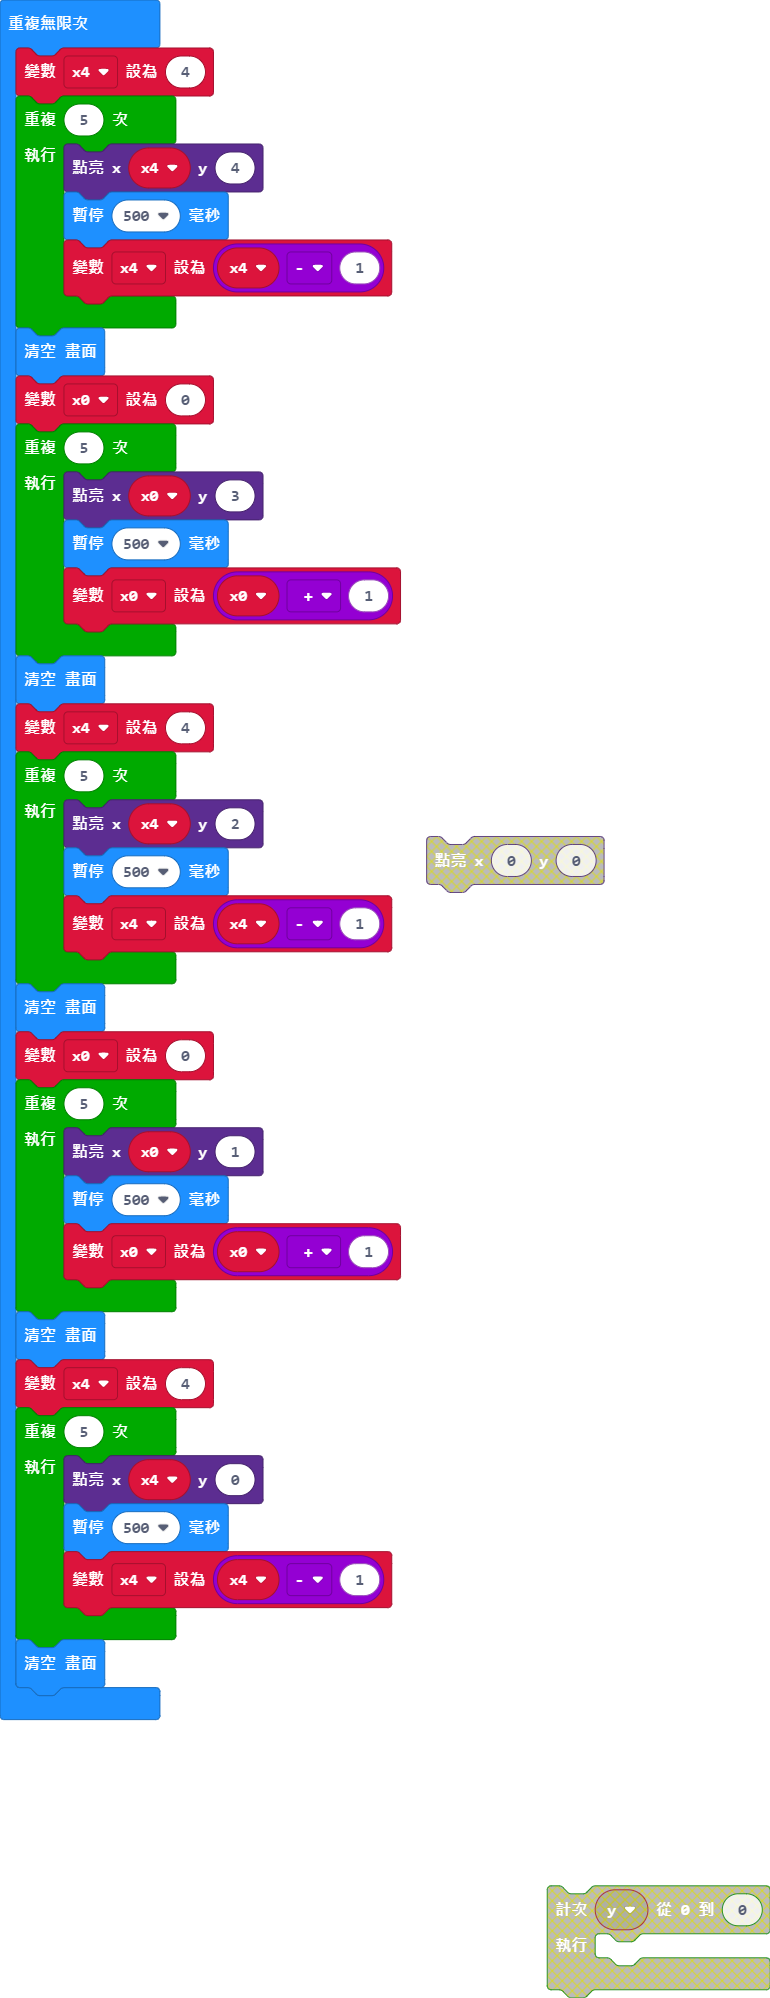 重複無限次
變數 x4 設為 4
重複 5 次
執行
點亮 x x4 y 4
暫停 500 毫秒
變數 x4 設為 x4 - 1
清空 畫面
變數 x0 設為 0
重複 5 次
執行
點亮 x x0 y 3
暫停 500 毫秒
變數 x0 設為 x0 + 1
清空 畫面
變數 x4 設為 4
重複 5 次
執行
點亮 x x4 y 2
點亮 x 0 y 0
暫停 500 毫秒
變數 x4 設為 x4 - 1
清空 畫面
變數 x0 設為 0
重複 5 次
執行
點亮 x x0 y 1
暫停 500 毫秒
變數 x0 設為 x0 + 1
清空 畫面
變數 x4 設為 4
重複 5 次
執行
點亮 x x4 y 0
暫停 500 毫秒
變數 x4 設為 x4 - 1
清空 畫面
計次 y 從 0 到 0
執行